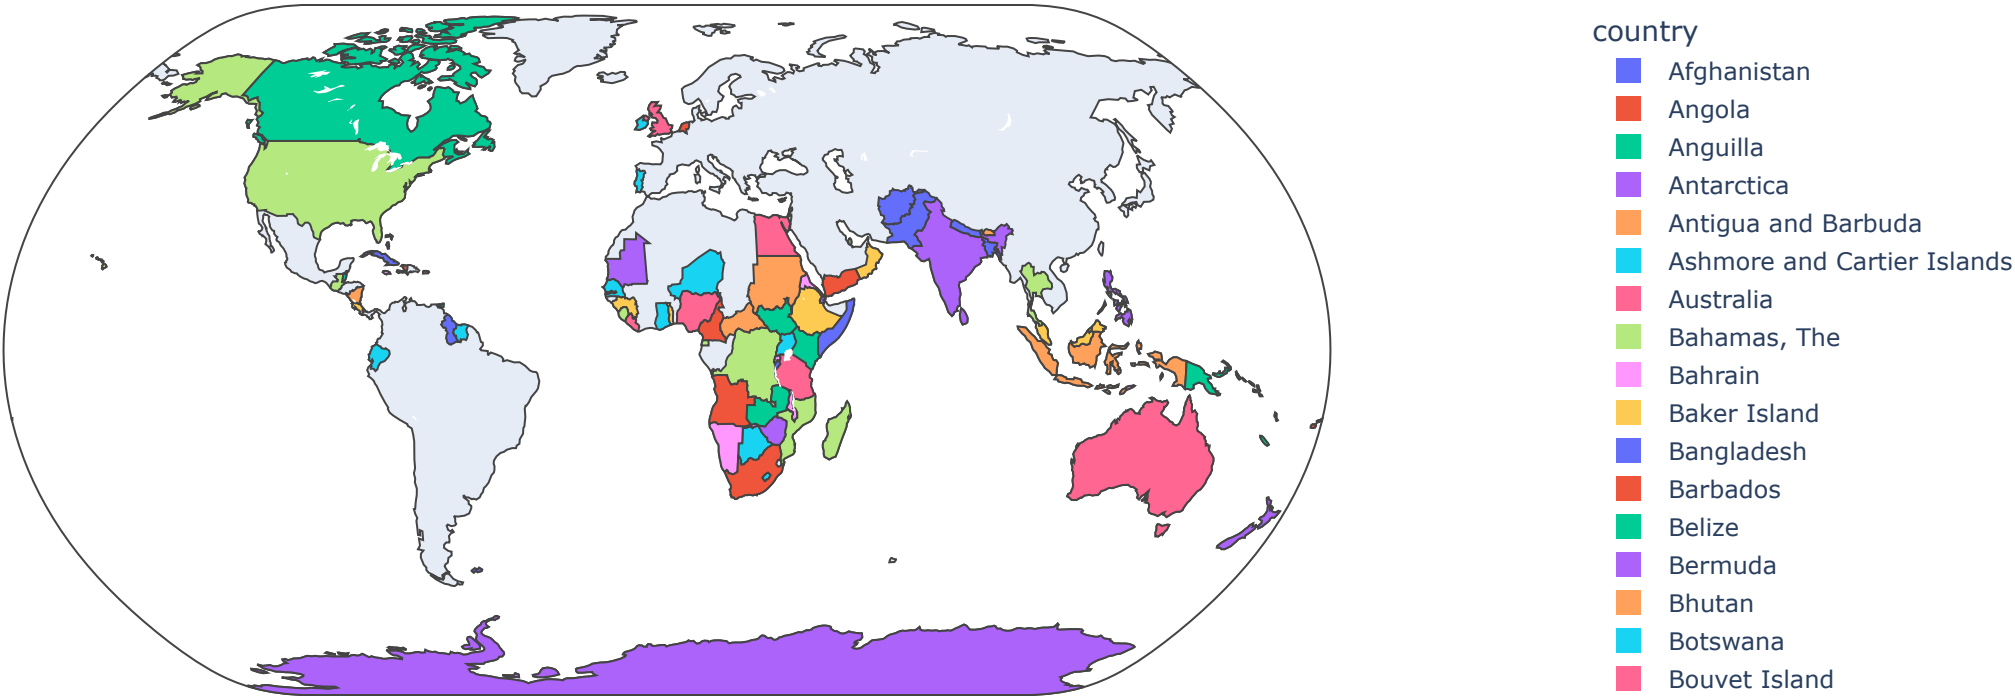 country
Afghanistan
Angola
Anguilla
Antarctica
Antigua and Barbuda
Ashmore and Cartier Islands
Australia
Bahamas, The
Bahrain
Baker Island
Bangladesh
Barbados
Belize
Bermuda
Bhutan
Botswana
Bouvet Island